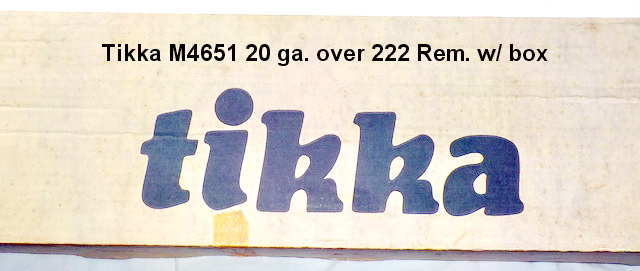 Tikka M4651 20 ga. over 222 Rem. w/ box
tikka